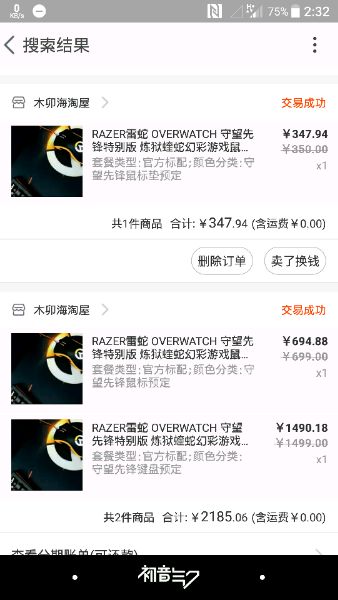 0
KB/s
75% 2:32
搜索结果
木卯海淘屋 交易成功
RAZER雷蛇 OVERWATCH 守望先
锋特别版 炼狱蝰蛇幻彩游戏鼠...
套餐类型:官方标配;颜色分类:守
望先锋鼠标垫预定
￥347.94
￥350.00
x1
共1件商品 合计:￥347.94 (含运费￥0.00)
删除订单 卖了换钱
木卯海淘屋 交易成功
RAZER雷蛇 OVERWATCH 守望先
锋特别版 炼狱蝰蛇幻彩游戏鼠...
套餐类型:官方标配;颜色分类:守
望先锋鼠标预定
￥694.88
￥699.00
x1
RAZER雷蛇 OVERWATCH 守望
先锋特别版 炼狱蝰蛇幻彩游戏...
套餐类型:官方标配;颜色分类:
守望先锋键盘预定
￥1490.18
￥1499.00
x1
共2件商品 合计:￥2185.06 (含运费￥0.00)
查看分期账单(可还款)